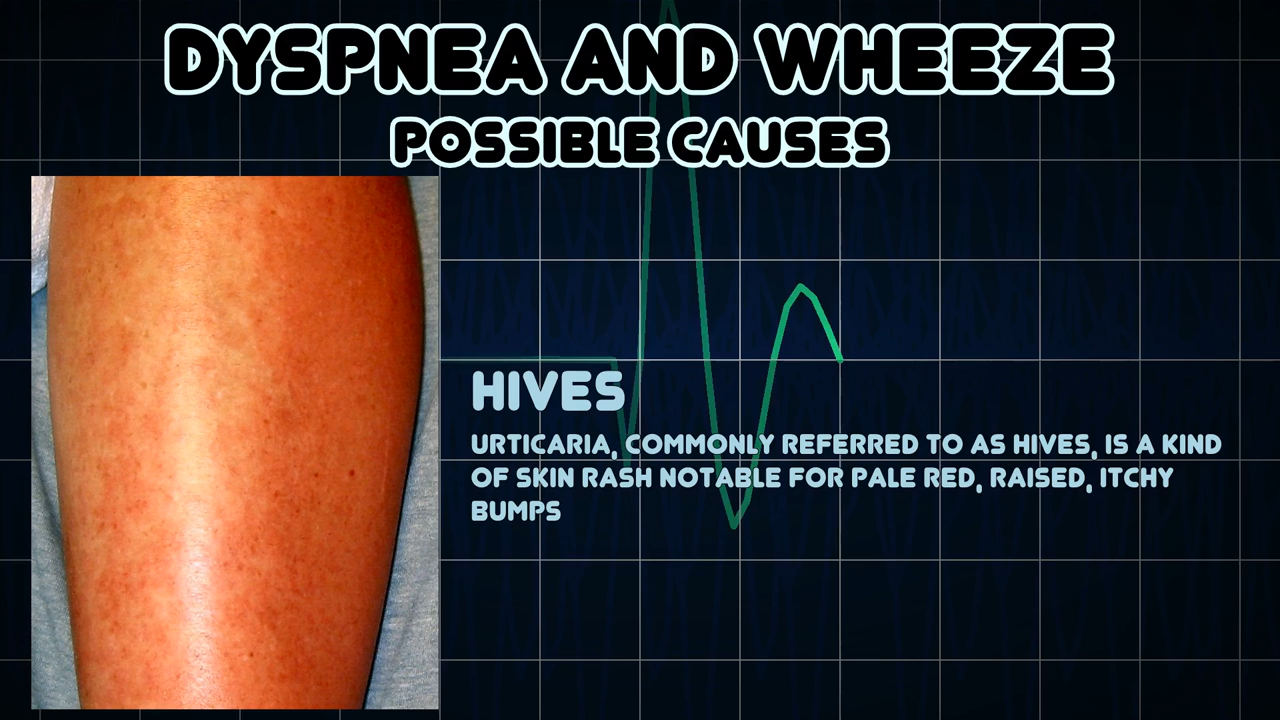 DYSPNEA AND WHEEZE
POSSIBLE CAUSES
HIVES
URTICARIA, COMMONLY REFERRED TO AS HIVES, IS A KIND
OF SKIN RASH NOTABLE FOR PALE RED, RAISED, ITCHY
BUMPS